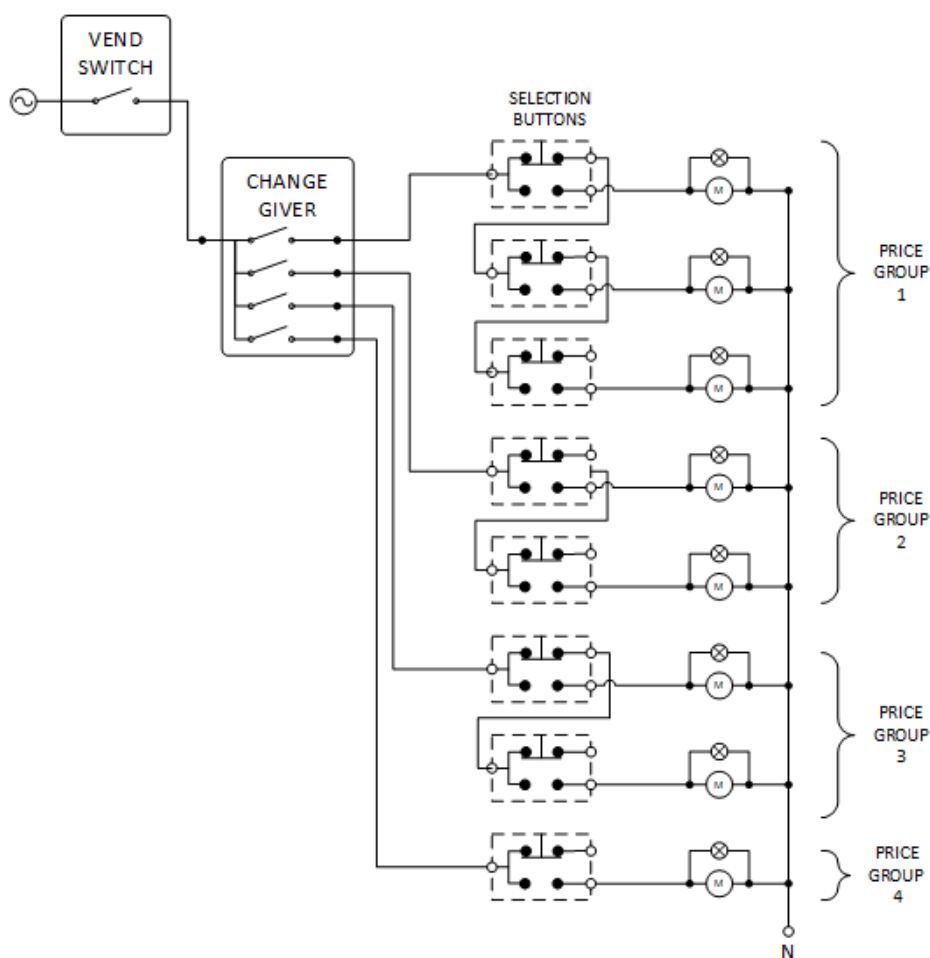 VEND
SWITCH
SELECTION
BUTTONS
CHANGE
GIVER
M
M
M
PRICE
GROUP
1
M
M
PRICE
GROUP
2
M
M
PRICE
GROUP
3
M
PRICE
GROUP
4
N